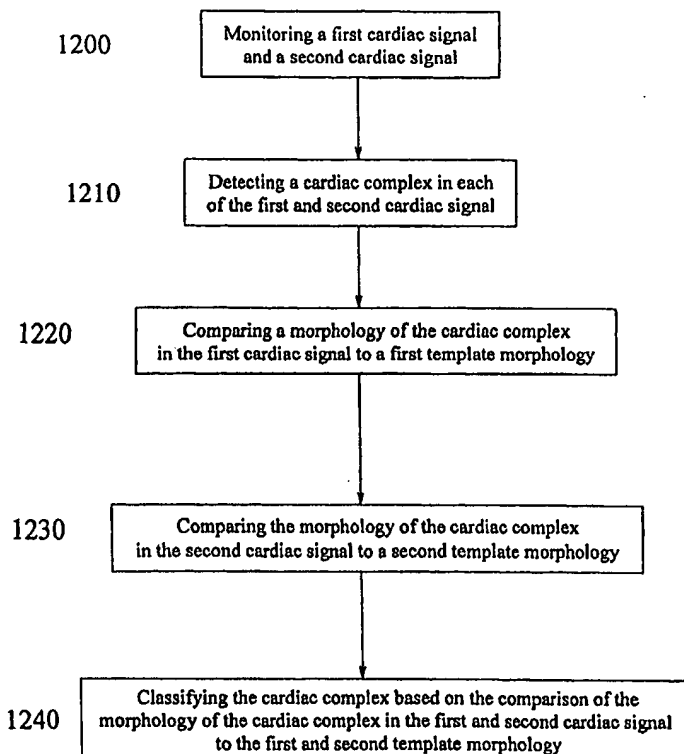 1200
Monitoring a first cardiac signal
and a second cardiac signal
1210
Detecting a cardiac complex in each
of the first and second cardiac signal
1220
Comparing a morphology of the cardiac complex
in the first cardiac signal to a first template morphology
1230
Comparing the morphology of the cardiac complex
in the second cardiac signal to a second template morphology
1240
Classifying the cardiac complex based on the comparison of the
morphology of the cardiac complex in the first and second cardiac signal
to the first and second template morphology